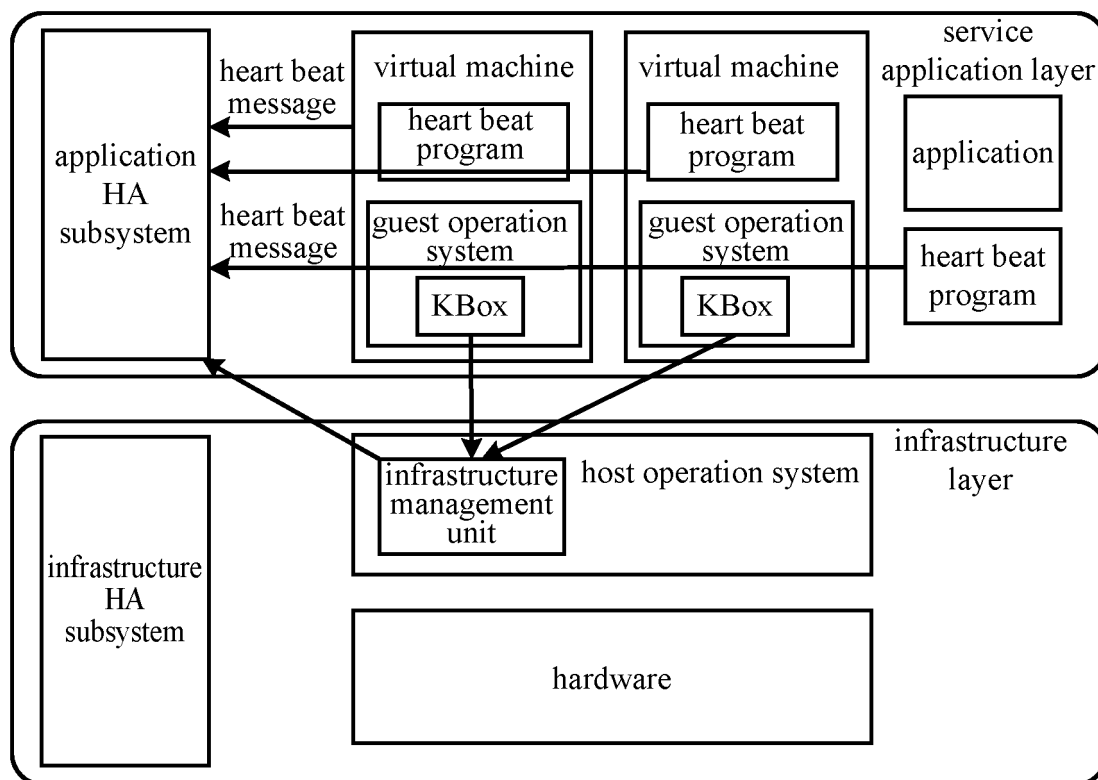 application
HA
subsystem
heart beat
message
heart beat
message
virtual machine
heart beat
program
guest operation
system
KBox
virtual machine
heart beat
program
guest operation
system
KBox
service
application layer
application
heart beat
program
infrastructure
HA
subsystem
infrastructure
management
unit
host operation system
infrastructure
layer
hardware